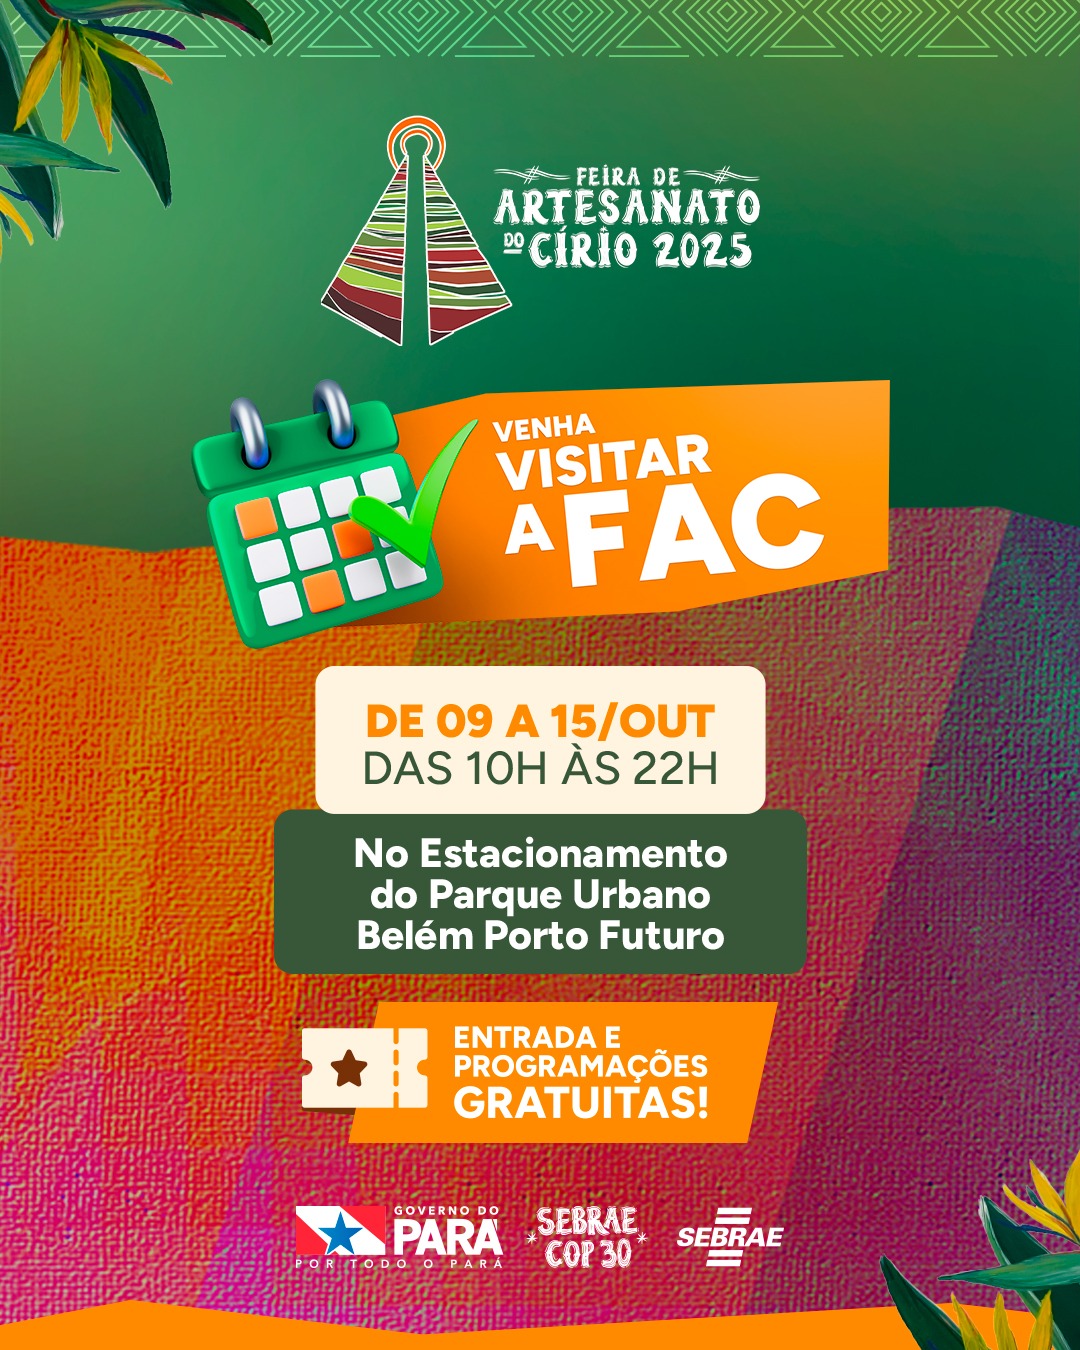 FEIRA DE
ARTESANATO
DO CÍRIO 2025
VENHA
VISITAR
A FAC
DE 09 A 15/OUT
DAS 10H ÀS 22H
No Estacionamento
do Parque Urbano
Belém Porto Futuro
ENTRADA E
PROGRAMAÇÕES
GRATUITAS!
GOVERNO DO
PARÁ
POR TODO O PARÁ
SEBRAE
COP 30
SEBRAE